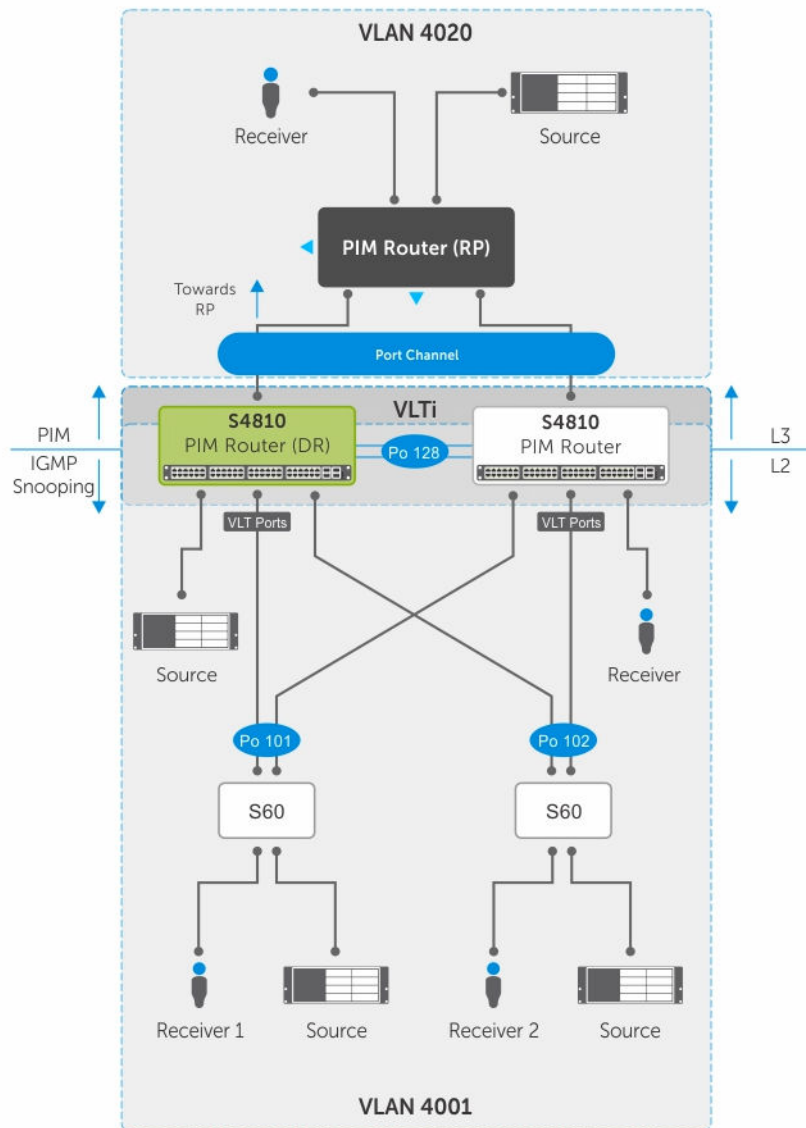 VLAN 4020
Receiver
Source
PIM Router (RP)
Towards
RP
Port Channel
VLTi
PIM
IGMP
Snooping
S4810
PIM Router (DR)
Po 128
S4810
PIM Router
L3
L2
VLT Ports
VLT Ports
Source
Receiver
Po 101
Po 102
S60
S60
Receiver 1
Source
Receiver 2
Source
VLAN 4001